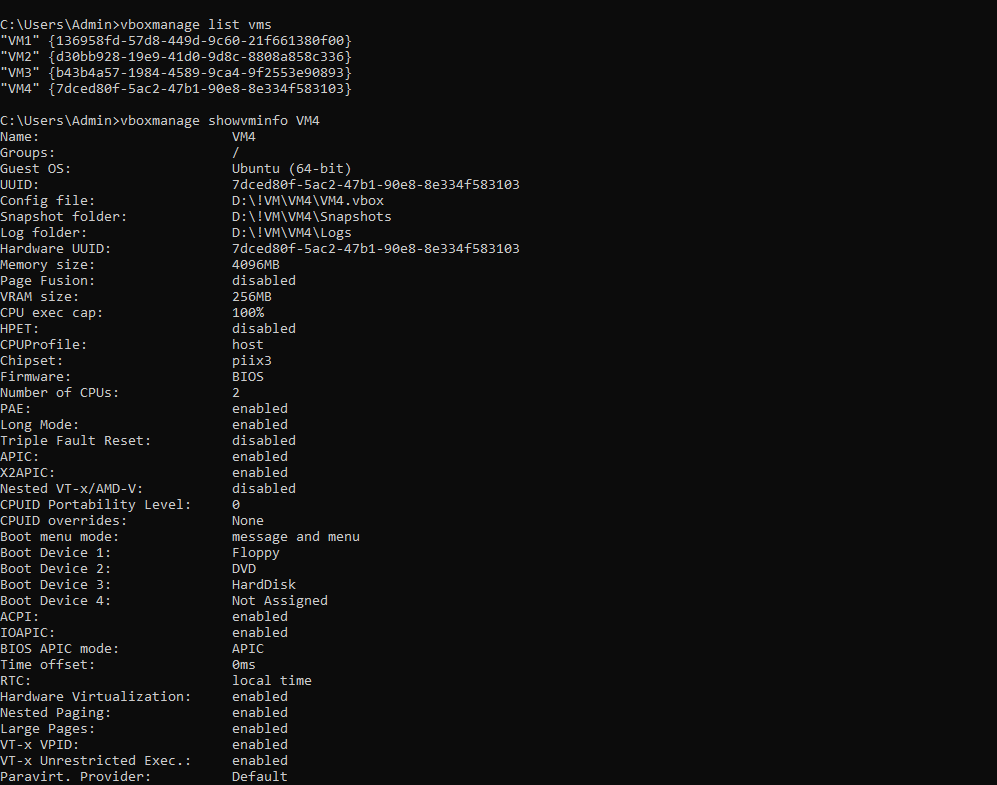 C:\Users\Admin>vboxmanage list vms
"VM1" {136958fd-57d8-449d-9c60-21f661380f00}
"VM2" {d30bb928-19e9-41d0-9d8c-8808a858c336}
"VM3" {b43b4a57-1984-4589-9ca4-9f2553e90893}
"VM4" {7dced80f-5ac2-47b1-90e8-8e334f583103}
C:\Users\Admin>vboxmanage showvminfo VM4
Name: VM4
Groups: /
Guest OS: Ubuntu (64-bit)
UUID: 7dced80f-5ac2-47b1-90e8-8e334f583103
Config file: D:\!VM\VM4\VM4.vbox
Snapshot folder: D:\!VM\VM4\Snapshots
Log folder: D:\!VM\VM4\Logs
Hardware UUID: 7dced80f-5ac2-47b1-90e8-8e334f583103
Memory size: 4096MB
Page Fusion: disabled
VRAM size: 256MB
CPU exec cap: 100%
HPET: disabled
CPUProfile: host
Chipset: piix3
Firmware: BIOS
Number of CPUs: 2
PAE: enabled
Long Mode: enabled
Triple Fault Reset: disabled
APIC: enabled
X2APIC: enabled
Nested VT-x/AMD-V: disabled
CPUID Portability Level: 0
CPUID overrides: None
Boot menu mode: message and menu
Boot Device 1: Floppy
Boot Device 2: DVD
Boot Device 3: HardDisk
Boot Device 4: Not Assigned
ACPI: enabled
IOAPIC: enabled
BIOS APIC mode: APIC
Time offset: 0ms
RTC: local time
Hardware Virtualization: enabled
Nested Paging: enabled
Large Pages: enabled
VT-x VPID: enabled
VT-x Unrestricted Exec.: enabled
Paravirt. Provider: Default